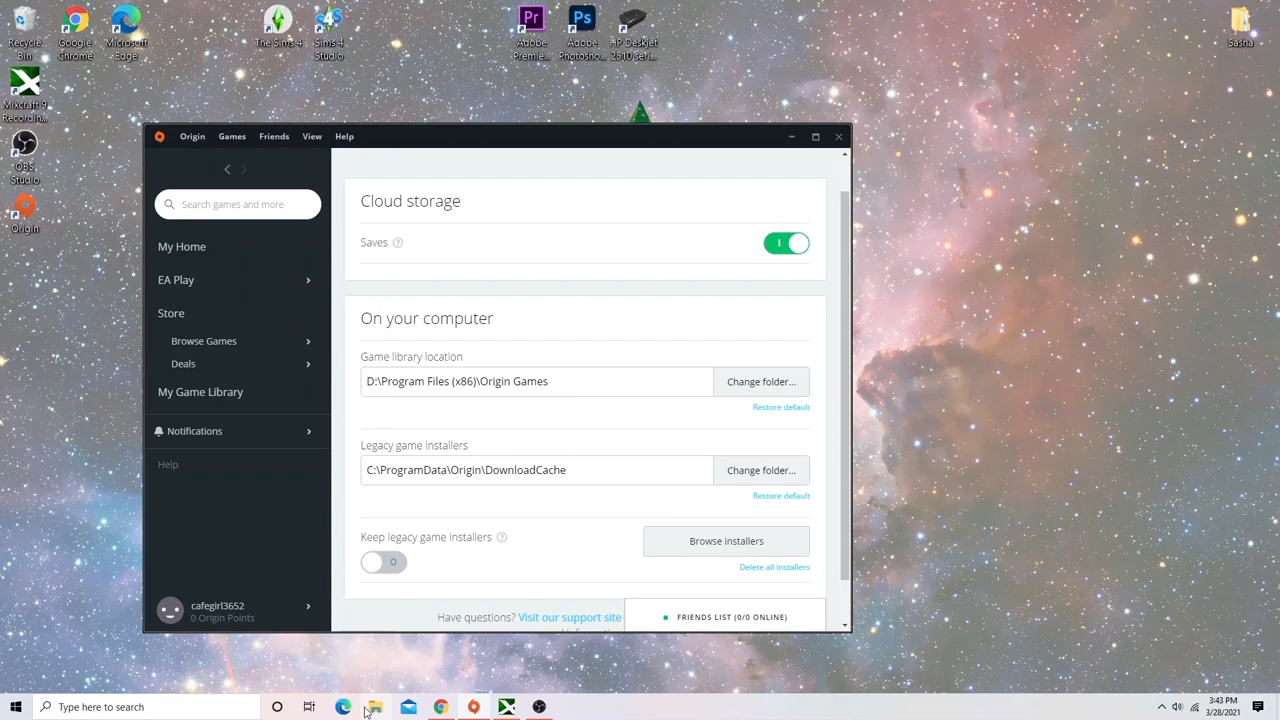 Recycle Bin
Google Chrome
Microsoft Edge
The Sims 4
Sims 4 Studio
Adobe Premie...
Adobe Photosho...
HP Deskjet 2510 seri...
Sasha
Mixcraft 9 Recordin...
OBS Studio
Origin
Origin Games Friends View Help
Search games and more
My Home
EA Play
Store
Browse Games
Deals
My Game Library
Notifications
Help
cafegirl3652
0 Origin Points
Cloud storage
Saves
On your computer
Game library location
D:\Program Files (x86)\Origin Games Change folder...
Restore default
Legacy game installers
C:\ProgramData\Origin\DownloadCache Change folder...
Restore default
Keep legacy game installers
Browse installers
Delete all installers
Have questions? Visit our support site
FRIENDS LIST (0/0 ONLINE)
Type here to search
3:43 PM
3/28/2021